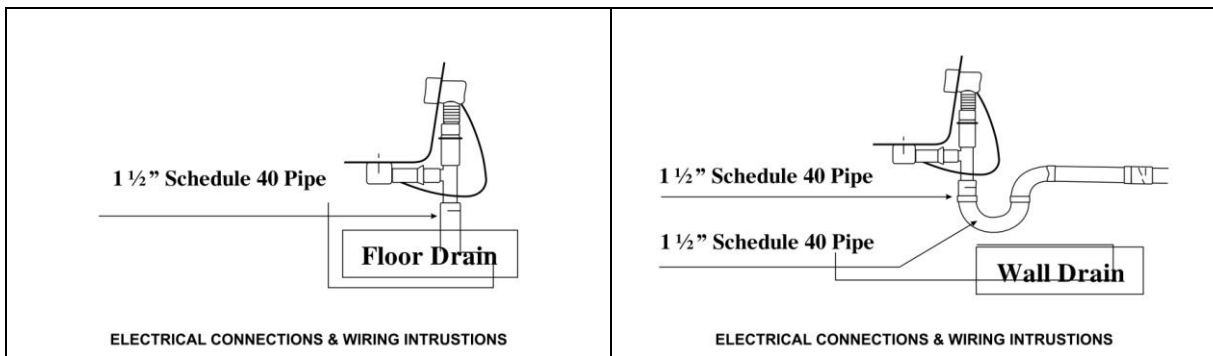 1 ½” Schedule 40 Pipe
Floor Drain
ELECTRICAL CONNECTIONS & WIRING INTRUSTIONS
1 ½” Schedule 40 Pipe
1 ½” Schedule 40 Pipe
Wall Drain
ELECTRICAL CONNECTIONS & WIRING INTRUSTIONS